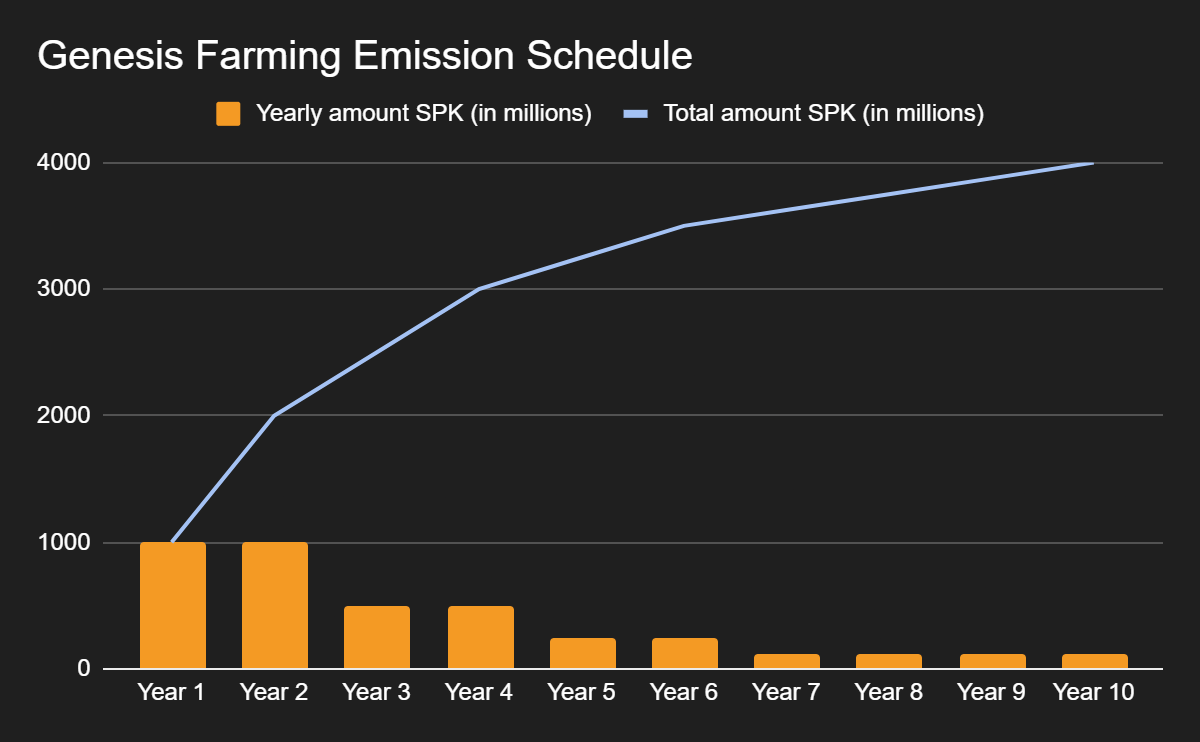 Genesis Farming Emission Schedule
Yearly amount SPK (in millions) Total amount SPK (in millions)
4000
3000
2000
1000
0
Year 1 Year 2 Year 3 Year 4 Year 5 Year 6 Year 7 Year 8 Year 9 Year 10